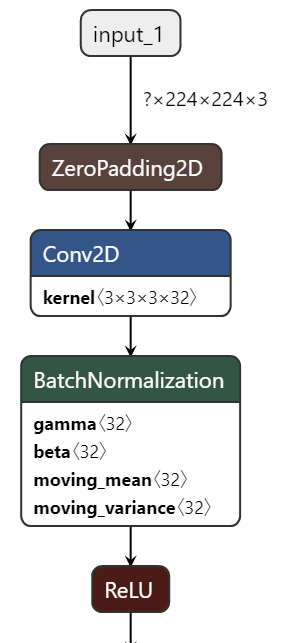 input_1
?×224×224×3
ZeroPadding2D
Conv2D
kernel〈3×3×3×32〉
BatchNormalization
gamma〈32〉
beta〈32〉
moving_mean〈32〉
moving_variance〈32〉
ReLU